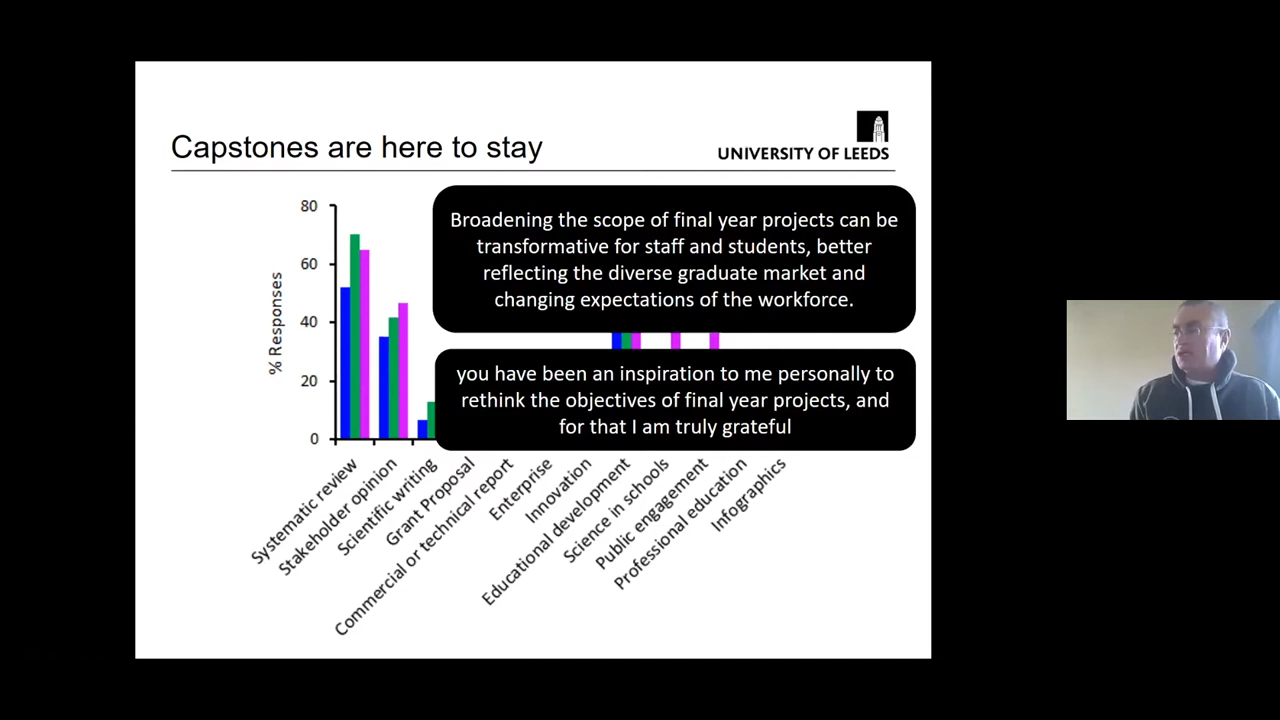 Capstones are here to stay
UNIVERSITY OF LEEDS
Broadening the scope of final year projects can be
transformative for staff and students, better
reflecting the diverse graduate market and
changing expectations of the workforce.
you have been an inspiration to me personally to
rethink the objectives of final year projects, and
for that I am truly grateful
% Responses
80
60
40
20
0
Systematic review
Stakeholder opinion
Scientific writing
Grant Proposal
Commercial or technical report
Enterprise
Innovation
Educational development
Science in schools
Public engagement
Professional education
Infographics